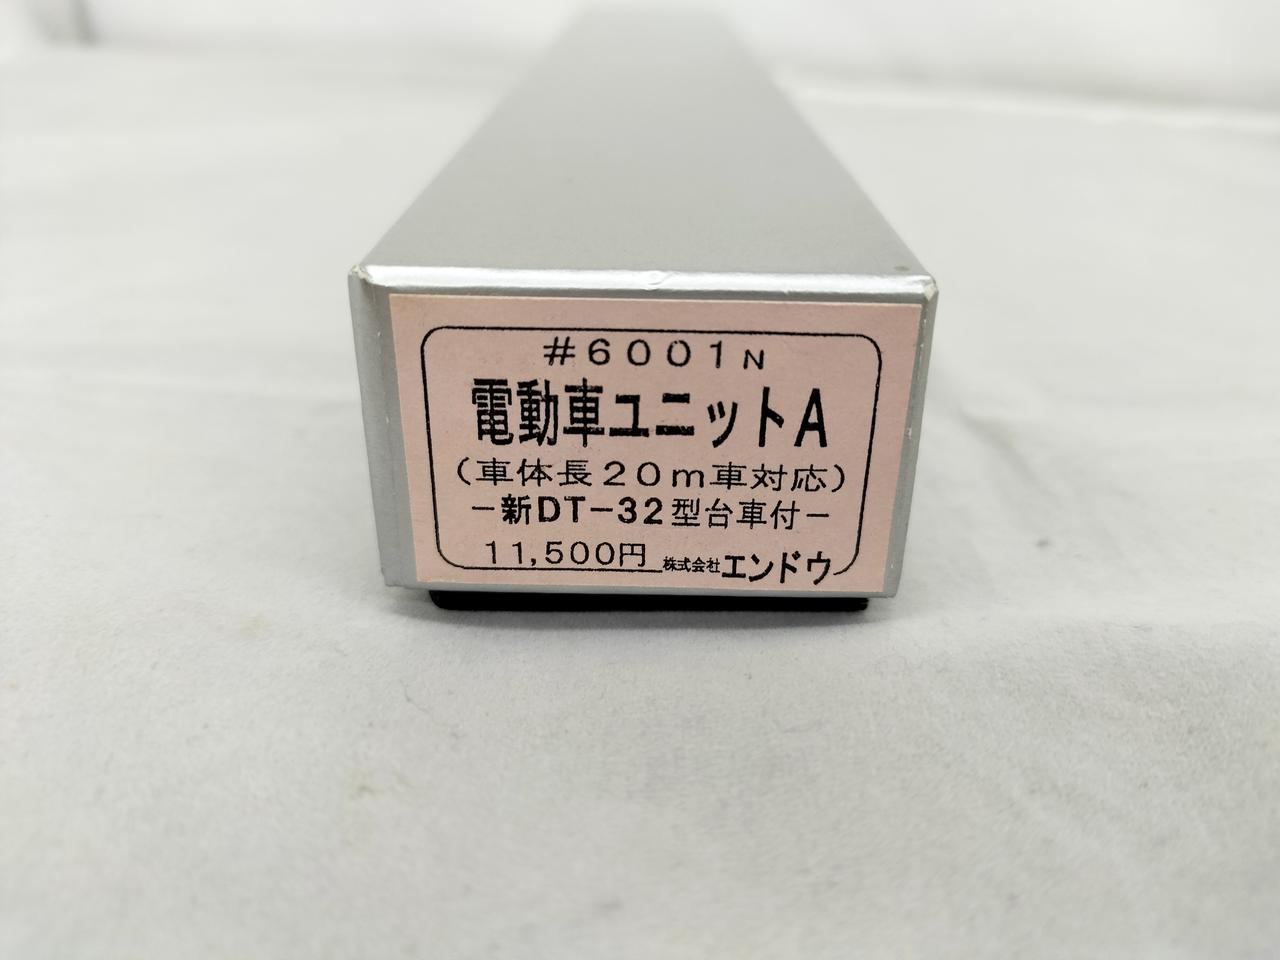 #6001N
電動車ユニットA
(車体長20m車対応)
-新DT-32型台車付-
11,500円 株式会社エンドウ